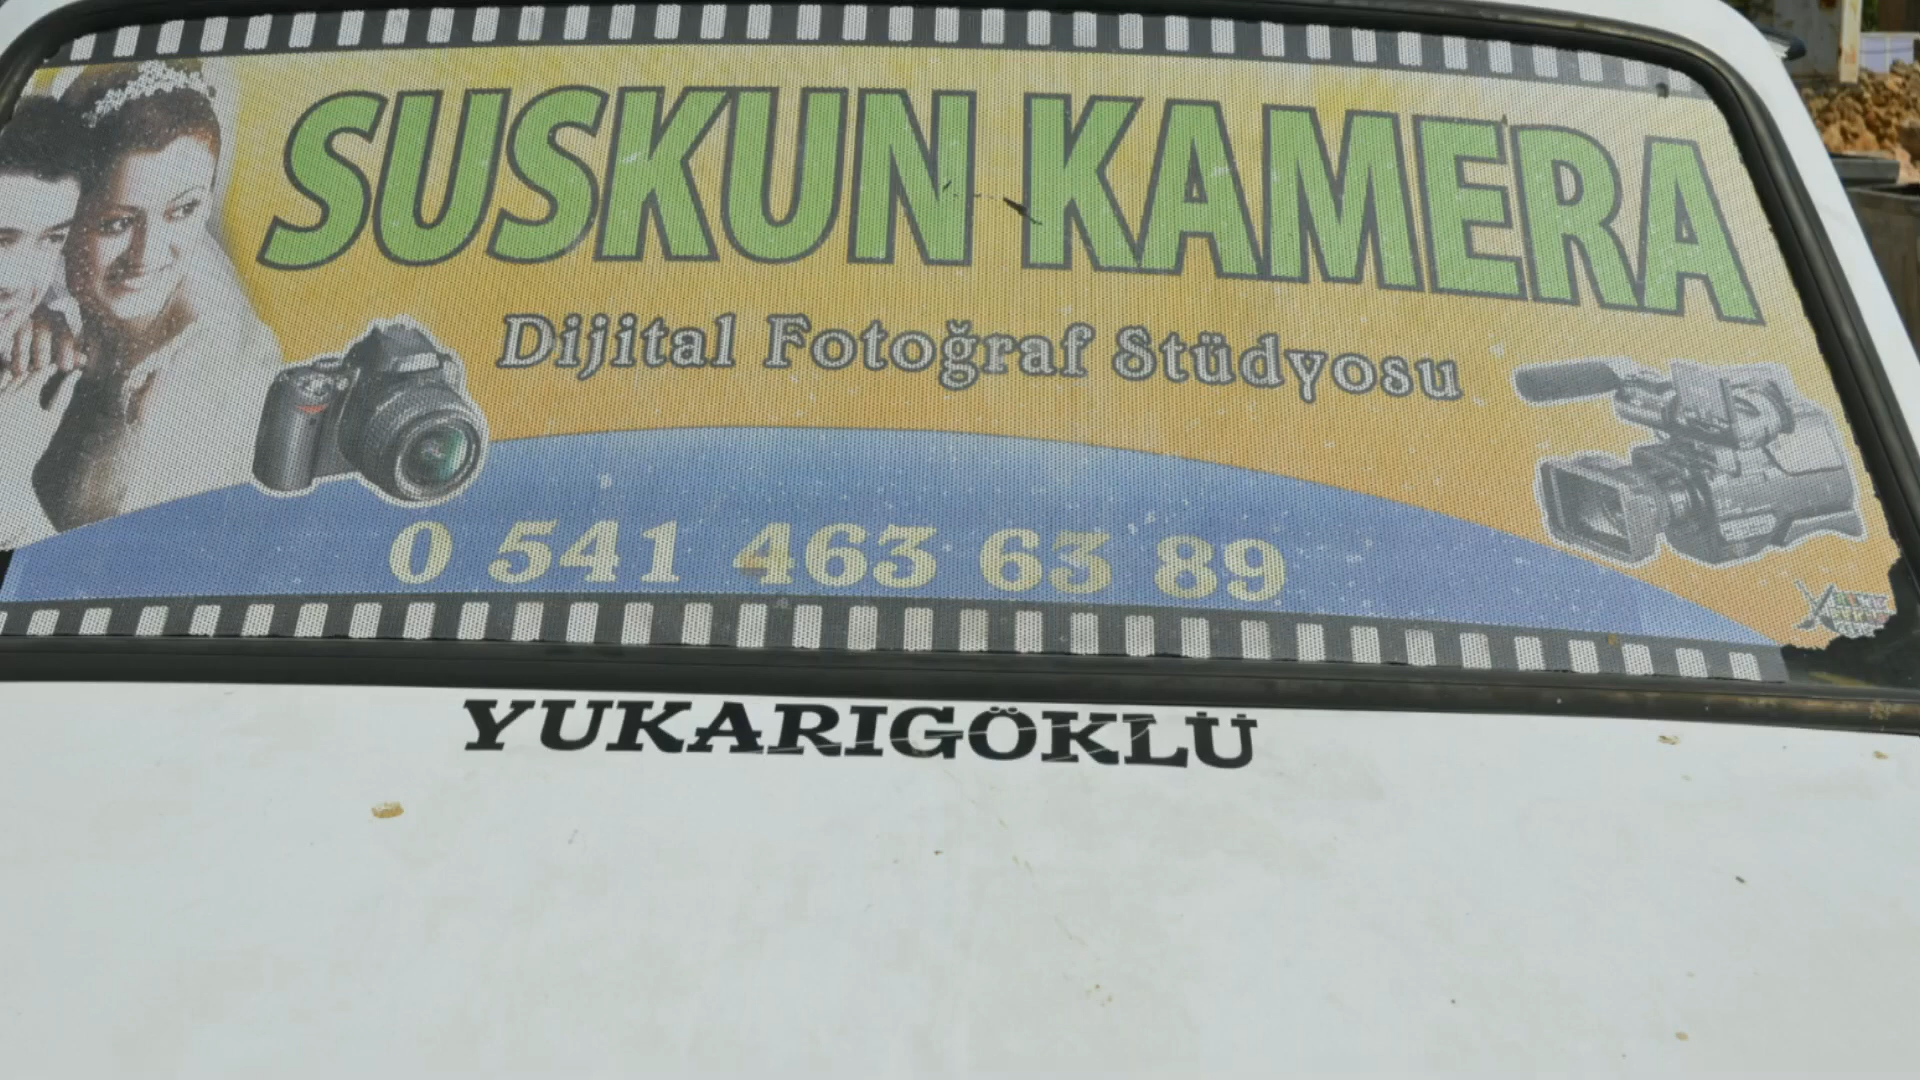 SUSKUN KAMERA
Dijital Fotoğraf Stüdyosu
0 541 463 63 89
YUKARIGÖKLÜ